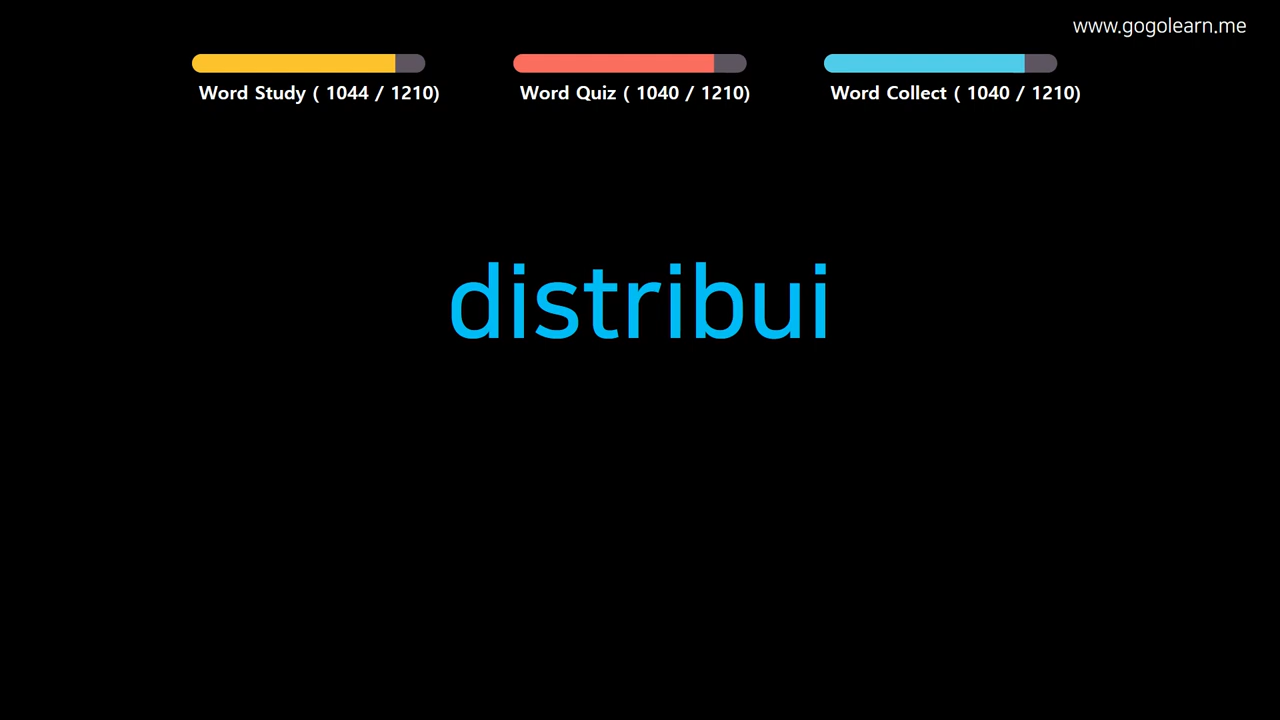 www.gogolearn.me
Word Study ( 1044 / 1210)
Word Quiz ( 1040 / 1210)
Word Collect ( 1040 / 1210)
distribui